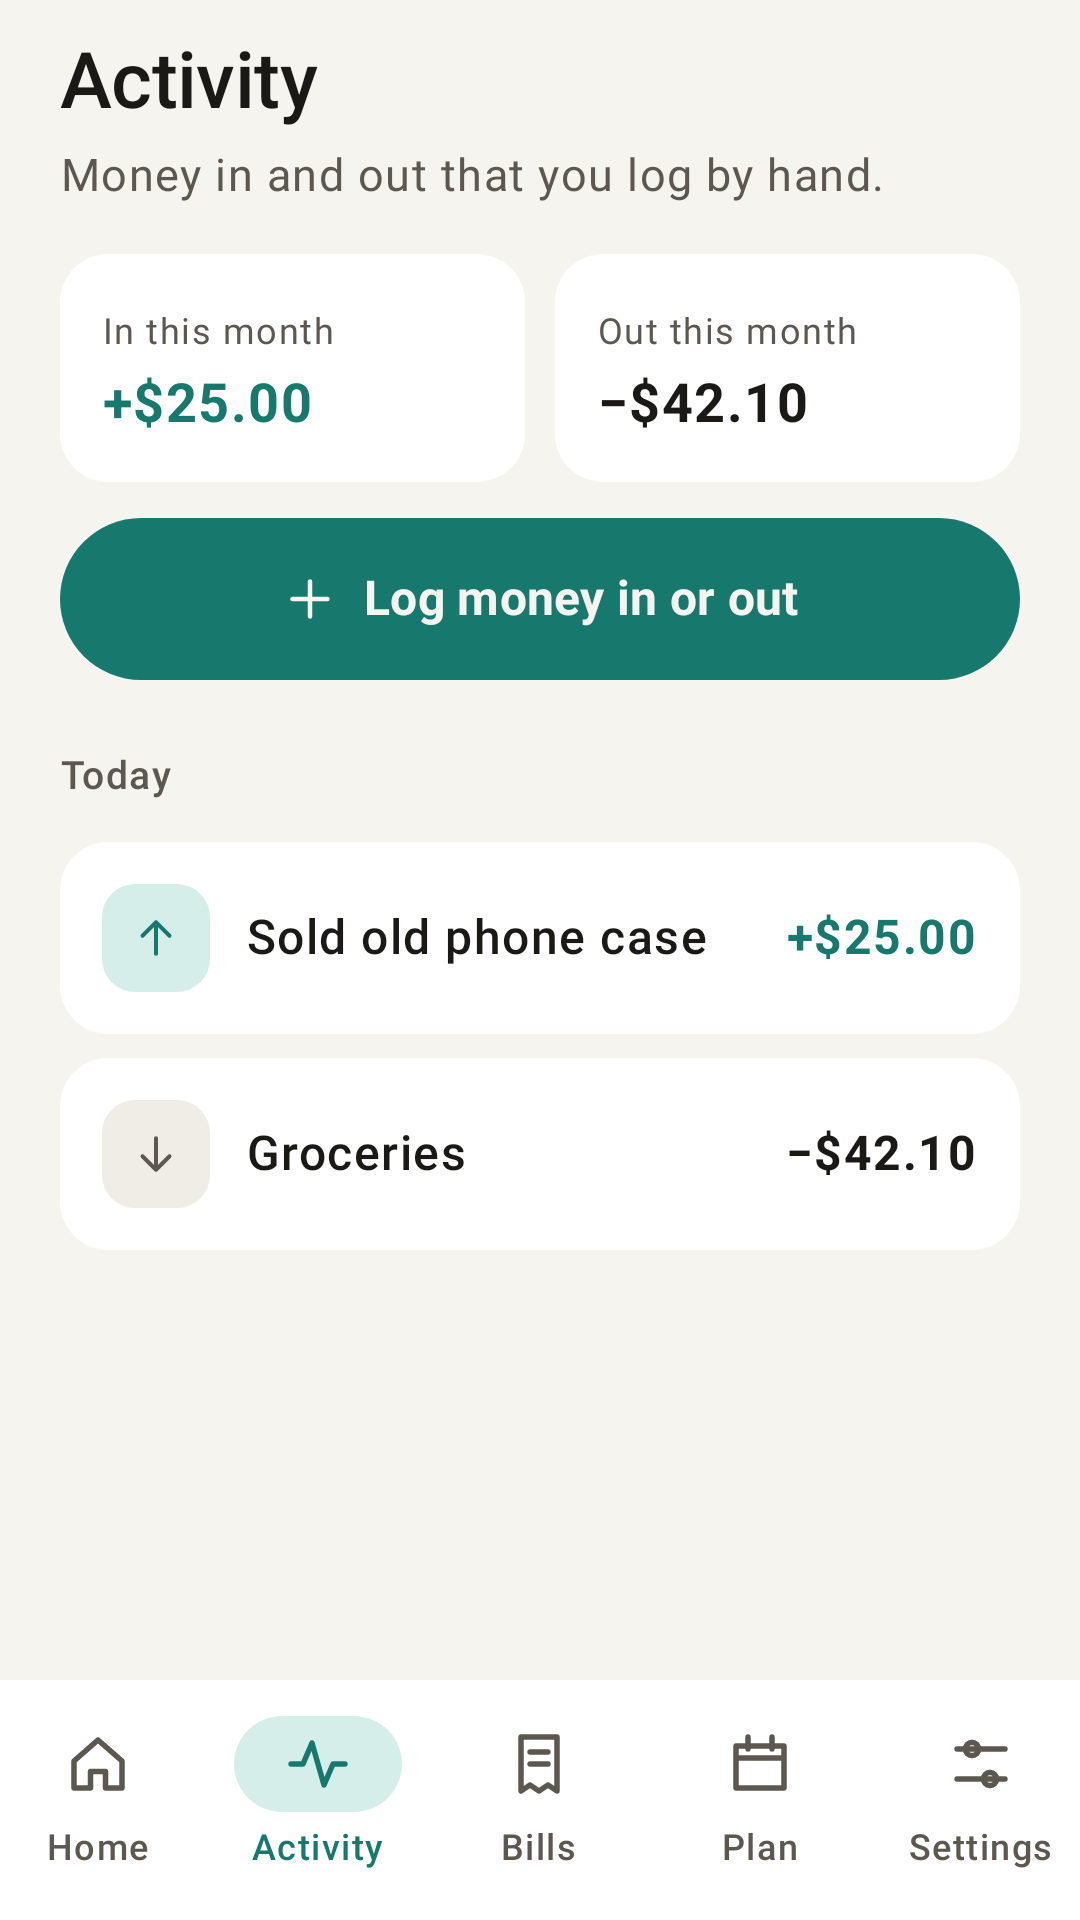 Activity
Money in and out that you log by hand.
In this month
+$25.00
Out this month
−$42.10
Log money in or out
Today
Sold old phone case
+$25.00
Groceries
−$42.10
Home
Activity
Bills
Plan
Settings